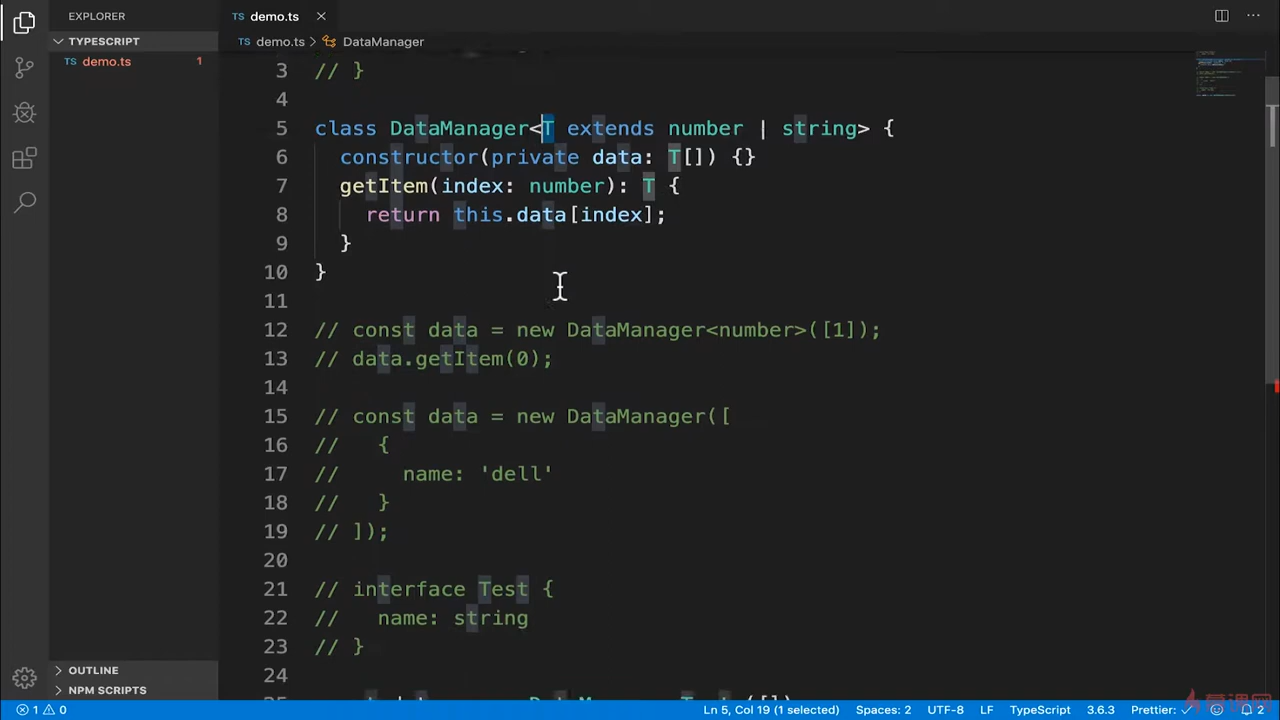 EXPLORER
TS demo.ts
TYPESCRIPT
demo.ts 1
demo.ts > DataManager
3 // }
4
5 class DataManager<T extends number | string> {
6 constructor(private data: T[]) {}
7 getItem(index: number): T {
8 return this.data[index];
9 }
10 }
11
12 // const data = new DataManager<number>([1]);
13 // data.getItem(0);
14
15 // const data = new DataManager([
16 // {
17 // name: 'dell'
18 // }
19 // ]);
20
21 // interface Test {
22 // name: string
23 // }
24
OUTLINE
NPM SCRIPTS
1 0
Ln 5, Col 19 (1 selected)
Spaces: 2
UTF-8
LF
TypeScript
3.6.3
Prettier: ✓
2
慕课网